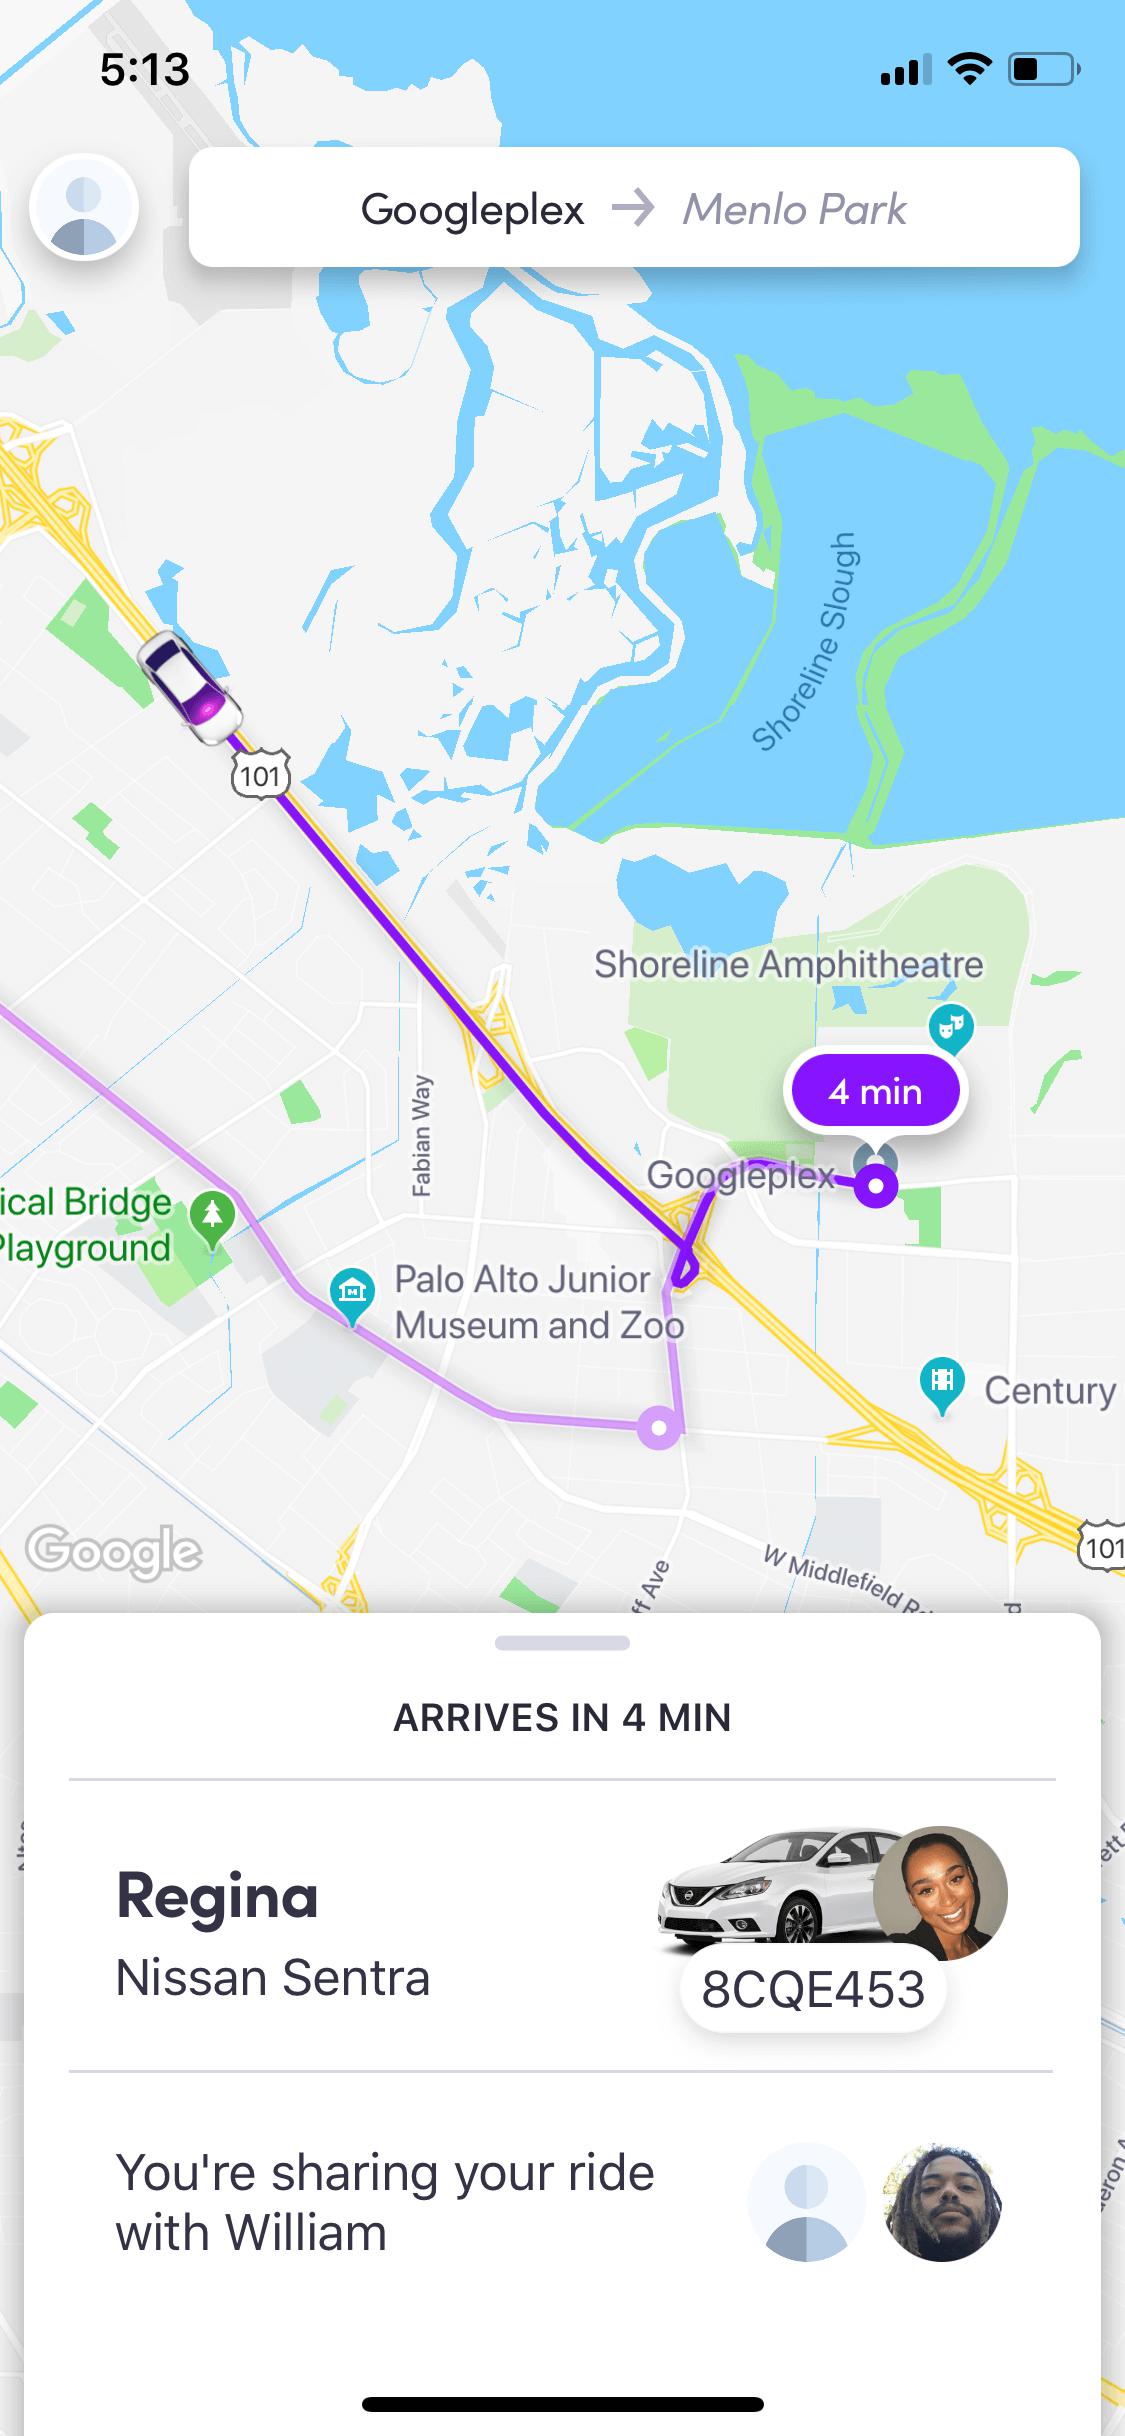 5:13
Googleplex → Menlo Park
Shoreline Slough
101
Shoreline Amphitheatre
4 min
Fabian Way
Googleplex
ical Bridge
Playground
Palo Alto Junior
Museum and Zoo
Century
Google
101
W Middlefield R
ff Ave
ARRIVES IN 4 MIN
Regina
Nissan Sentra
8CQE453
You're sharing your ride
with William